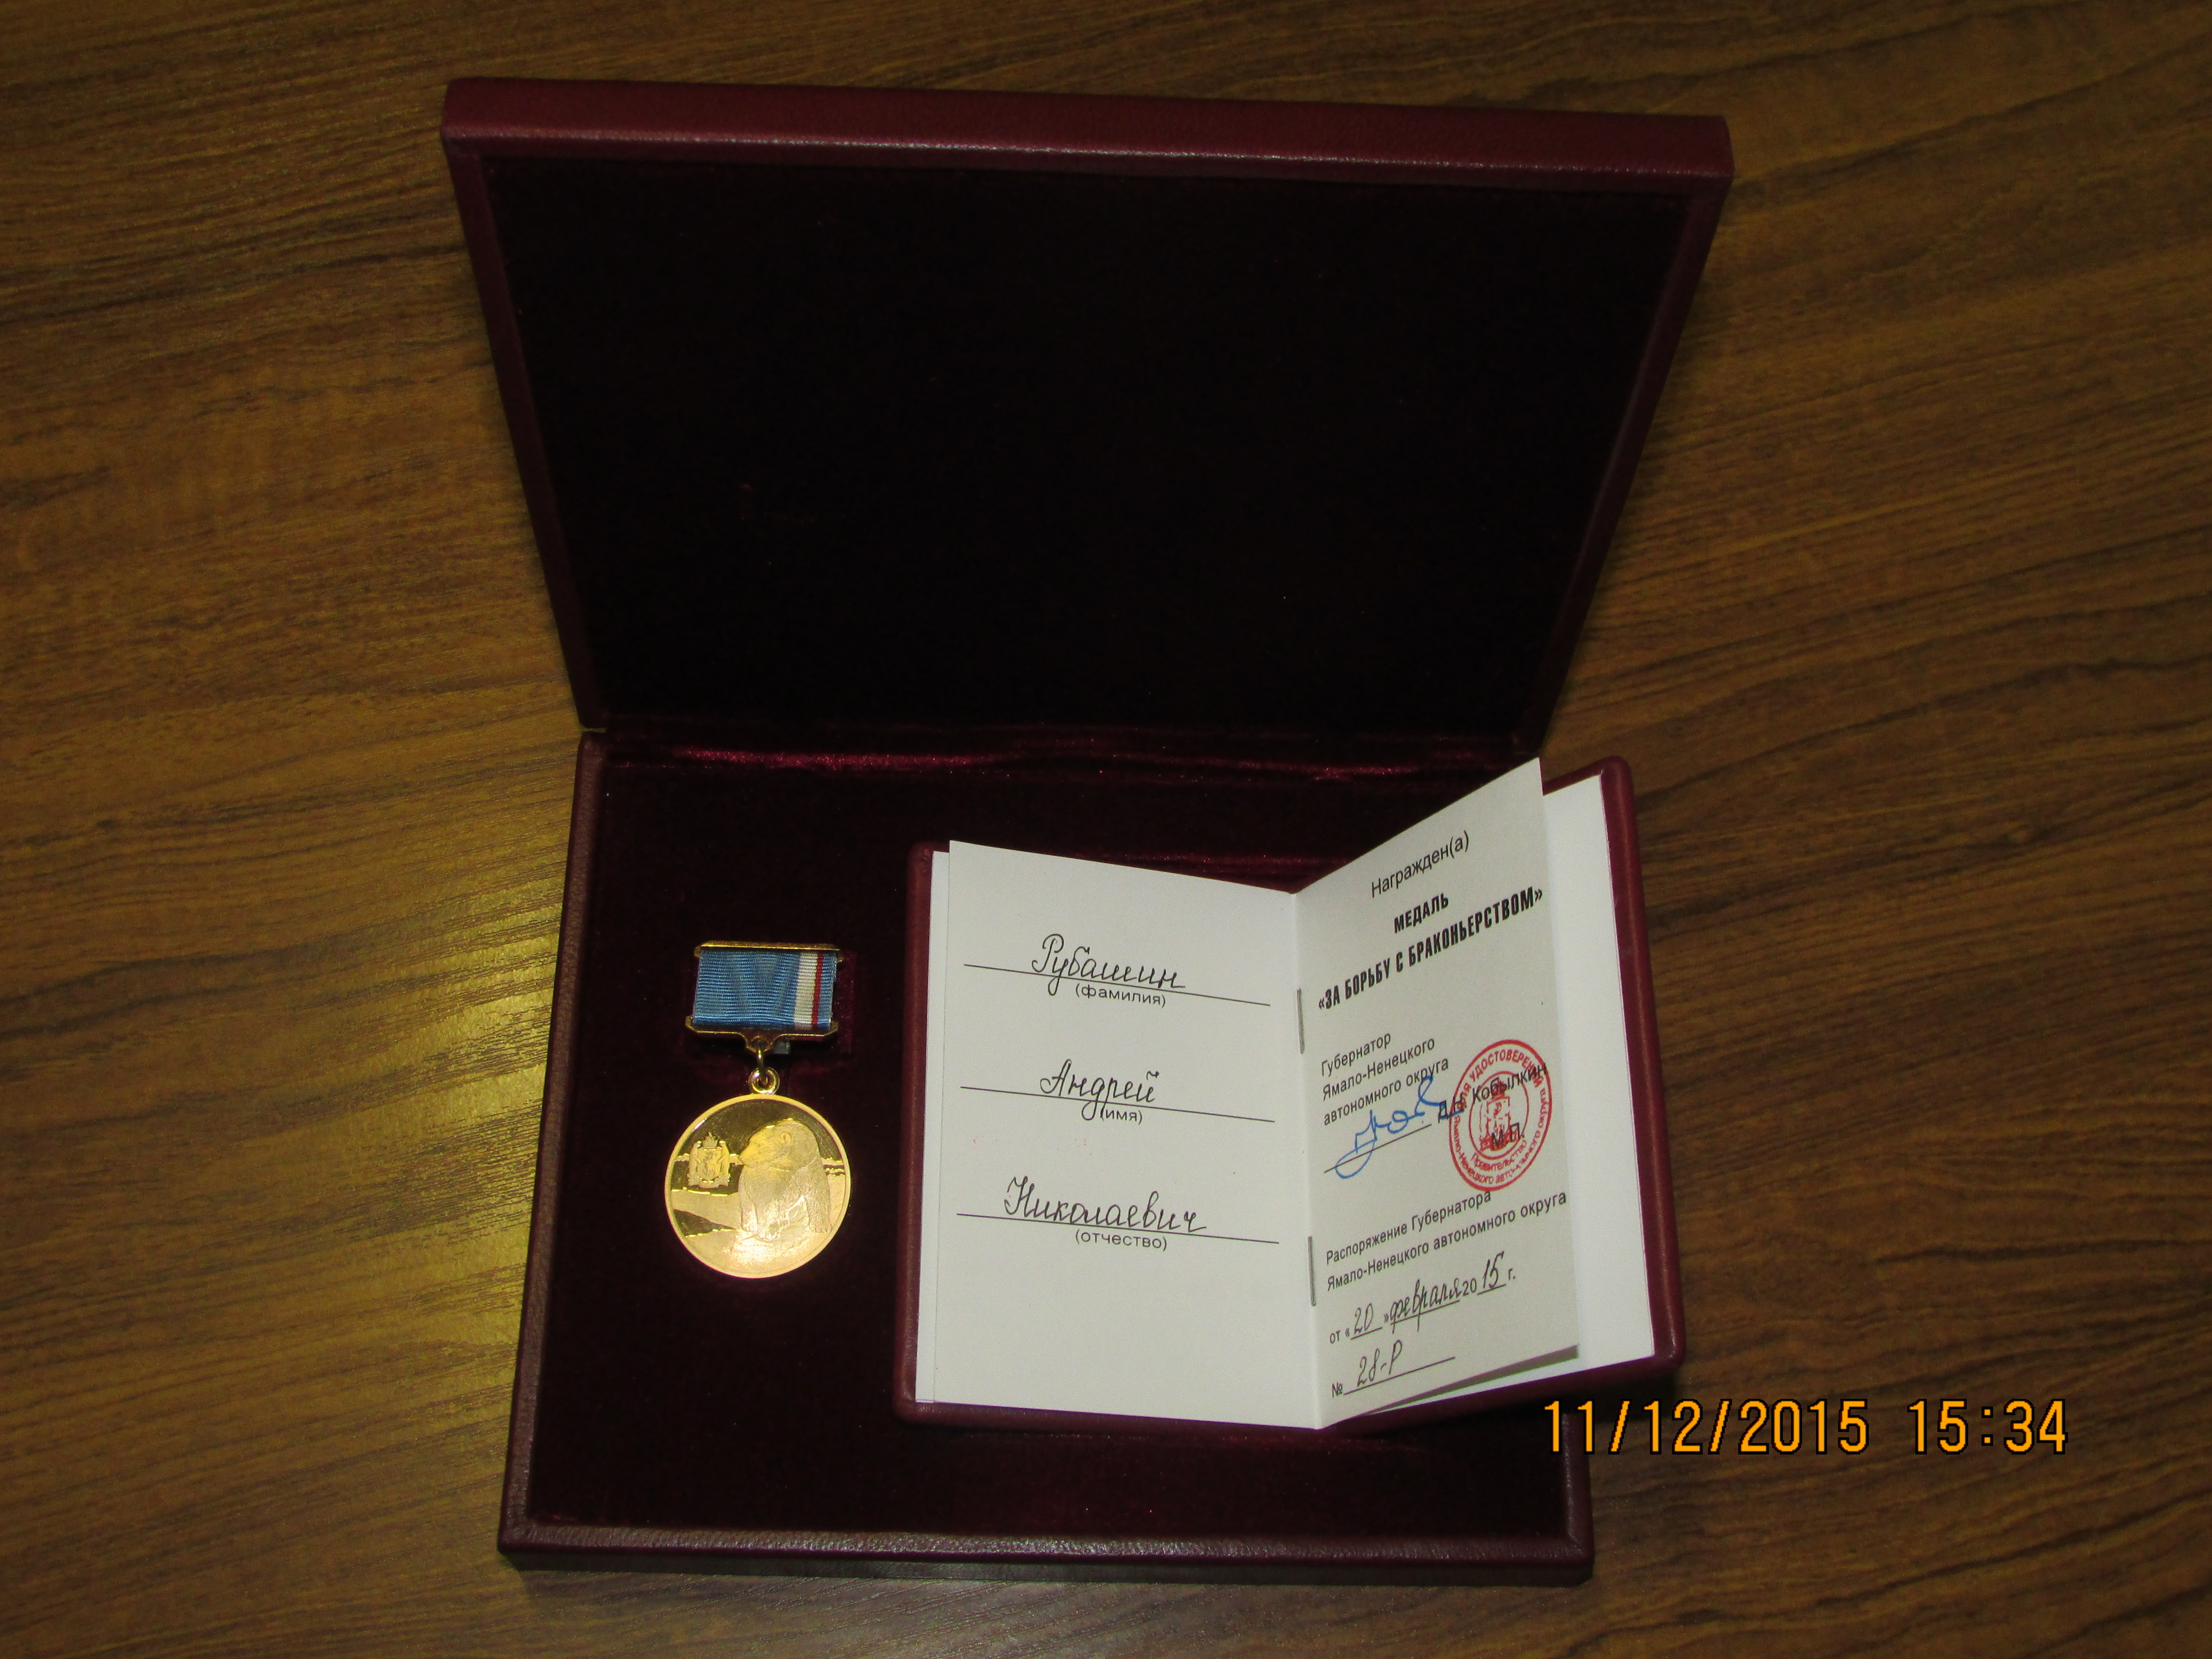 Рубашин
(фамилия)
Андрей
(имя)
Николаевич
(отчество)
Награжден(а)
МЕДАЛЬ
«ЗА БОРЬБУ С БРАКОНЬЕРСТВОМ»
Губернатор
Ямало-Ненецкого
автономного округа
Д.Н. Кобылкин
М.П.
Распоряжение Губернатора
Ямало-Ненецкого автономного округа
от «20» февраля 2015 г.
№ 28-Р
11/12/2015 15:34